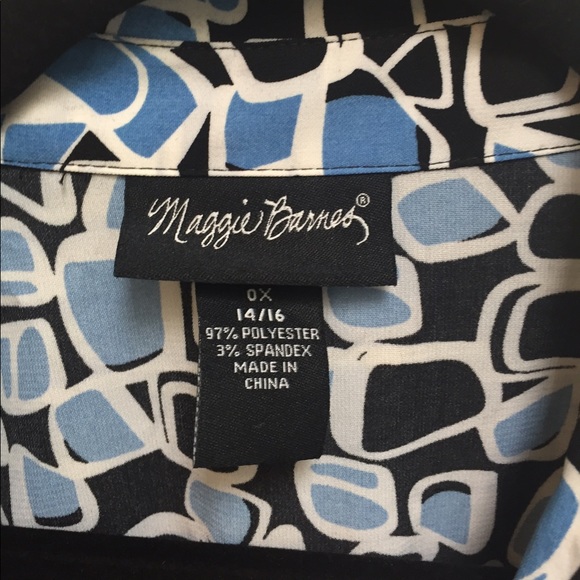 Maggie Barnes®
0X
14/16
97% POLYESTER
3% SPANDEX
MADE IN
CHINA